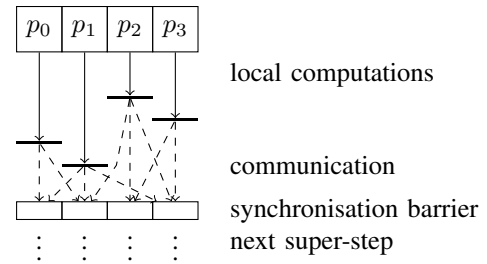 p₀ p₁ p₂ p₃
local computations
communication
synchronisation barrier
next super-step